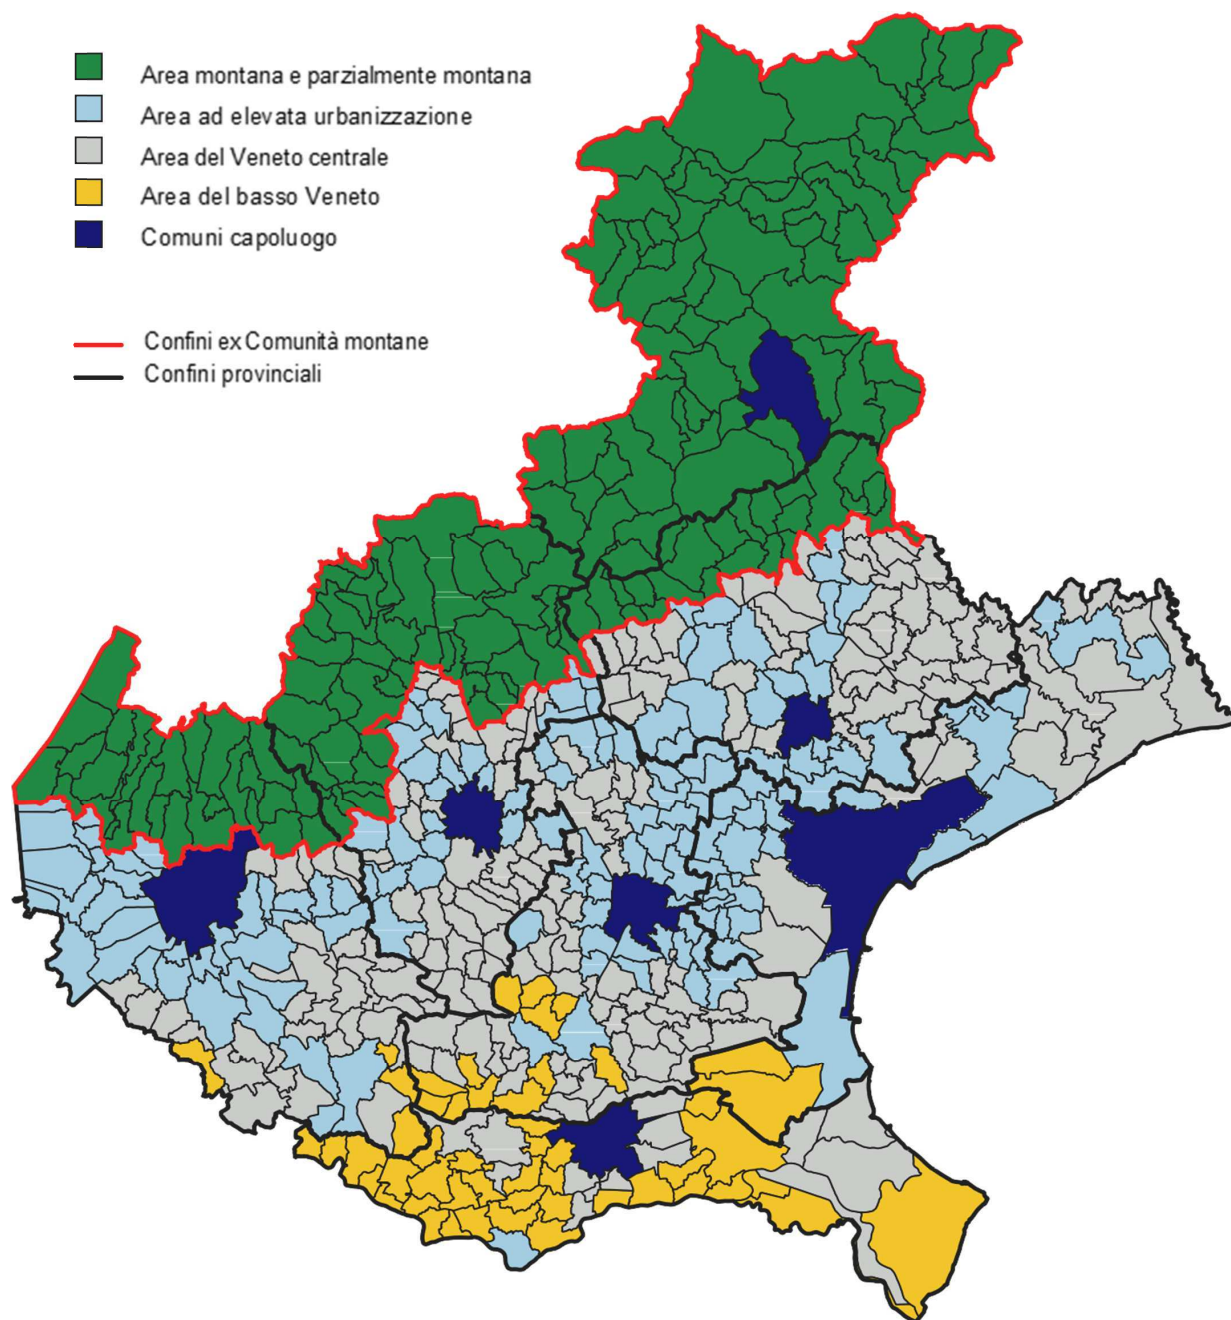 Area montana e parzialmente montana
Area ad elevata urbanizzazione
Area del Veneto centrale
Area del basso Veneto
Comuni capoluogo
Confini ex Comunità montane
Confini provinciali